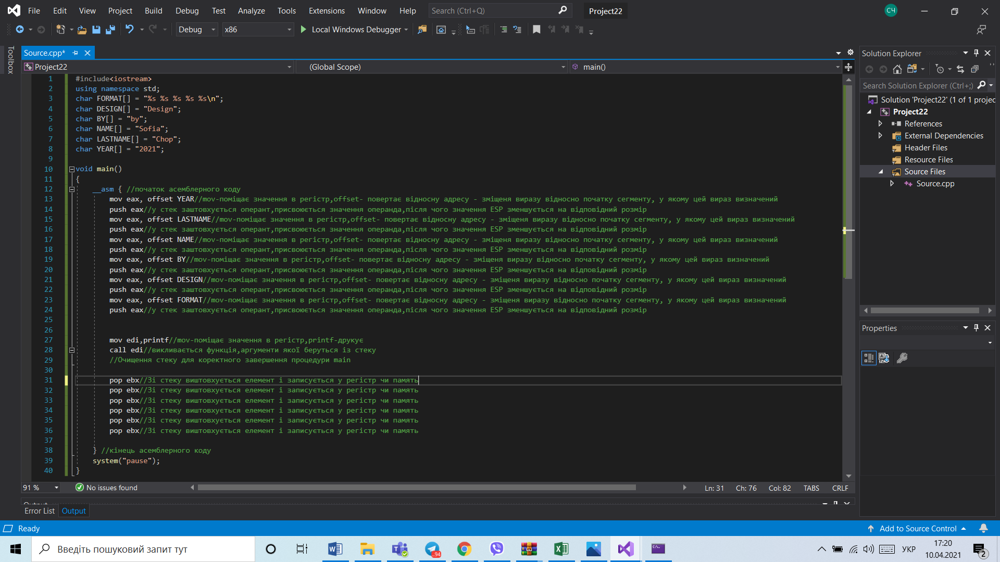 File Edit View Project Build Debug Test Analyze Tools Extensions Window Help Search (Ctrl+Q) Project22 СЧ
Debug x86 Local Windows Debugger
Toolbox
Source.cpp*
Project22 (Global Scope) main()
1 #include<iostream>
2 using namespace std;
3 char FORMAT[] = "%s %s %s %s %s\n";
4 char DESIGN[] = "Design";
5 char BY[] = "by";
6 char NAME[] = "Sofia";
7 char LASTNAME[] = "Chop";
8 char YEAR[] = "2021";
9
10 void main()
11 {
12 __asm { //початок асемблерного коду
13 mov eax, offset YEAR//mov-поміщає значення в регістр,offset- повертає відносну адресу - зміщеня виразу відносно початку сегменту, у якому цей вираз визначений
14 push eax//у стек заштовхується оперант,присвоюється значення операнда,після чого значення ESP зменшується на відповідний розмір
15 mov eax, offset LASTNAME//mov-поміщає значення в регістр,offset- повертає відносну адресу - зміщеня виразу відносно початку сегменту, у якому цей вираз визначений
16 push eax//у стек заштовхується оперант,присвоюється значення операнда,після чого значення ESP зменшується на відповідний розмір
17 mov eax, offset NAME//mov-поміщає значення в регістр,offset- повертає відносну адресу - зміщеня виразу відносно початку сегменту, у якому цей вираз визначений
18 push eax//у стек заштовхується оперант,присвоюється значення операнда,після чого значення ESP зменшується на відповідний розмір
19 mov eax, offset BY//mov-поміщає значення в регістр,offset- повертає відносну адресу - зміщеня виразу відносно початку сегменту, у якому цей вираз визначений
20 push eax//у стек заштовхується оперант,присвоюється значення операнда,після чого значення ESP зменшується на відповідний розмір
21 mov eax, offset DESIGN//mov-поміщає значення в регістр,offset- повертає відносну адресу - зміщеня виразу відносно початку сегменту, у якому цей вираз визначений
22 push eax//у стек заштовхується оперант,присвоюється значення операнда,після чого значення ESP зменшується на відповідний розмір
23 mov eax, offset FORMAT//mov-поміщає значення в регістр,offset- повертає відносну адресу - зміщеня виразу відносно початку сегменту, у якому цей вираз визначений
24 push eax//у стек заштовхується оперант,присвоюється значення операнда,після чого значення ESP зменшується на відповідний розмір
25
26
27 mov edi,printf//mov-поміщає значення в регістр,printf-друкує
28 call edi//викливається функція,аргументи якої беруться із стеку
29 //Очищення стеку для коректного завершення процедури main
30
31 pop ebx//Зі стеку виштовхується елемент і записується у регістр чи память
32 pop ebx//Зі стеку виштовхується елемент і записується у регістр чи память
33 pop ebx//Зі стеку виштовхується елемент і записується у регістр чи память
34 pop ebx//Зі стеку виштовхується елемент і записується у регістр чи память
35 pop ebx//Зі стеку виштовхується елемент і записується у регістр чи память
36 pop ebx//Зі стеку виштовхується елемент і записується у регістр чи память
37
38 } //кінець асемблерного коду
39 system("pause");
40 }
91 % No issues found Ln: 31 Ch: 76 Col: 82 TABS CRLF
Output
Error List Output
Solution Explorer
Search Solution Explorer (Ctrl+;)
Solution 'Project22' (1 of 1 projec
Project22
References
External Dependencies
Header Files
Resource Files
Source Files
Source.cpp
Properties
Ready Add to Source Control
Введіть пошуковий запит тут ..94 УКР 17:20
10.04.2021 2